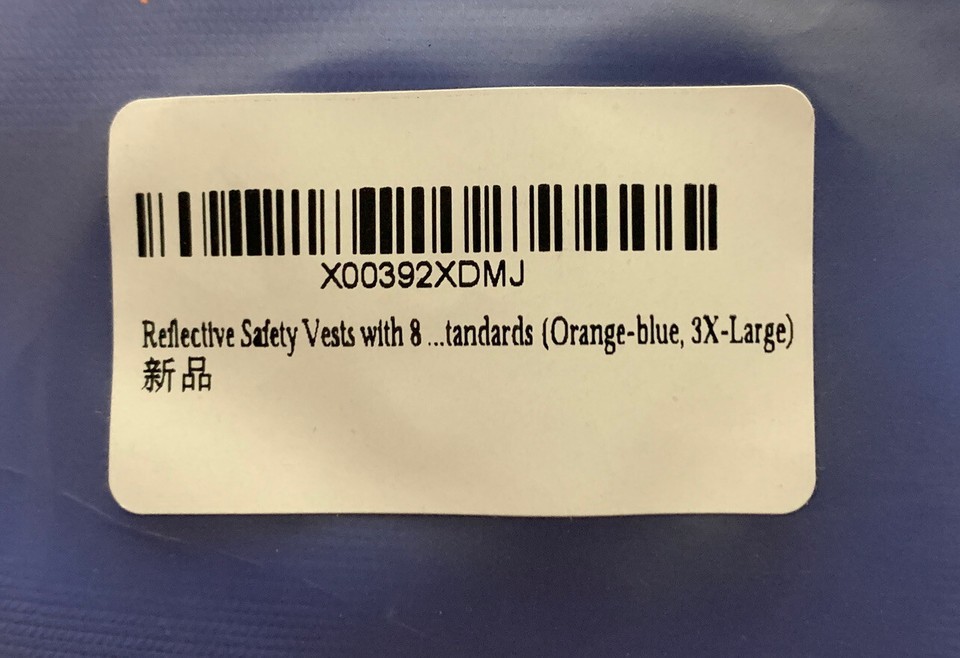 X00392XDMJ
Reflective Safety Vests with 8 ...tandards (Orange-blue, 3X-Large)
新品